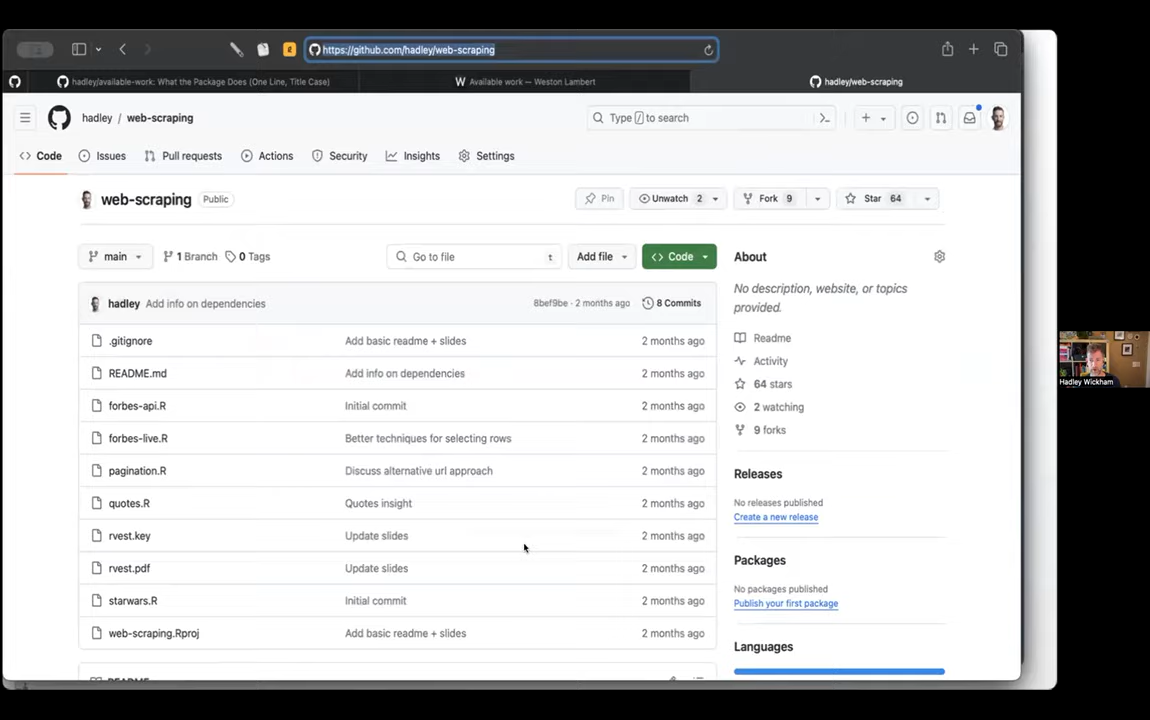 https://github.com/hadley/web-scraping
hadley/available-work: What the Package Does (One Line, Title Case)
W Available work — Weston Lambert
hadley/web-scraping
hadley / web-scraping
Type / to search
Code
Issues
Pull requests
Actions
Security
Insights
Settings
web-scraping Public
Pin
Unwatch 2
Fork 9
Star 64
main
1 Branch
0 Tags
Go to file t
Add file
Code
hadley Add info on dependencies 8bef9be · 2 months ago 8 Commits
.gitignore Add basic readme + slides 2 months ago
README.md Add info on dependencies 2 months ago
forbes-api.R Initial commit 2 months ago
forbes-live.R Better techniques for selecting rows 2 months ago
pagination.R Discuss alternative url approach 2 months ago
quotes.R Quotes insight 2 months ago
rvest.key Update slides 2 months ago
rvest.pdf Update slides 2 months ago
starwars.R Initial commit 2 months ago
web-scraping.Rproj Add basic readme + slides 2 months ago
README
About
No description, website, or topics
provided.
Readme
Activity
64 stars
2 watching
9 forks
Releases
No releases published
Create a new release
Packages
No packages published
Publish your first package
Languages
Hadley Wickham